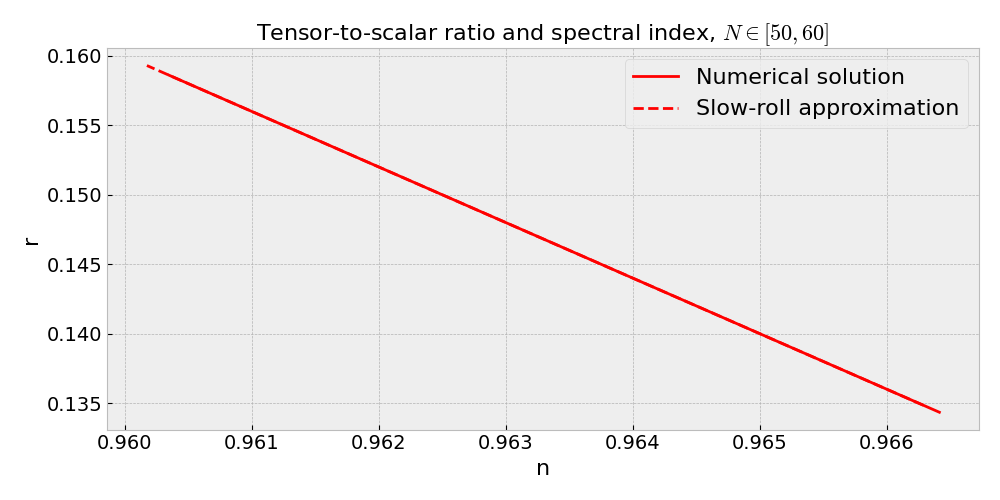 Tensor-to-scalar ratio and spectral index, N ∈ [50, 60]
Numerical solution
Slow-roll approximation
r
0.160
0.155
0.150
0.145
0.140
0.135
0.960 0.961 0.962 0.963 0.964 0.965 0.966
n